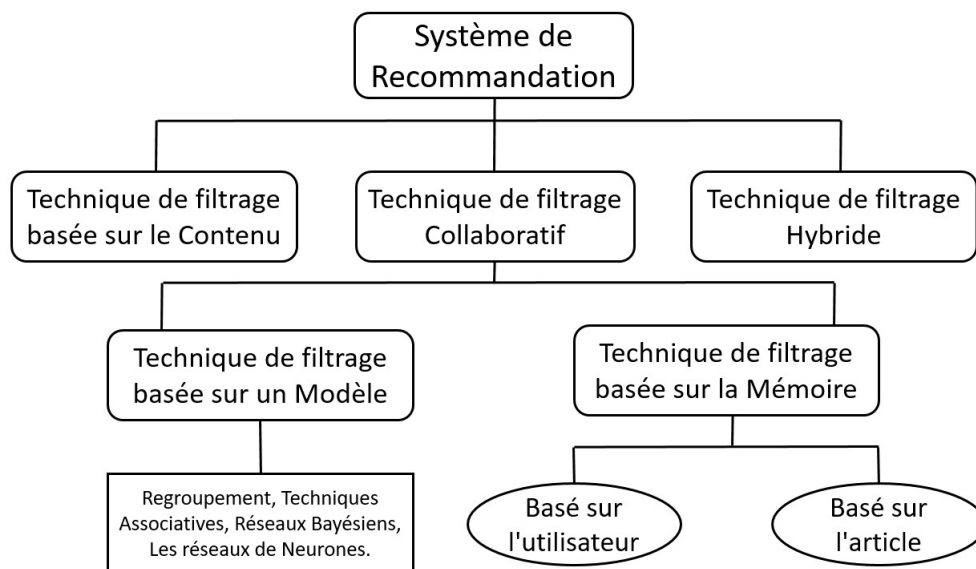 Système de
Recommandation
Technique de filtrage
basée sur le Contenu
Technique de filtrage
Collaboratif
Technique de filtrage
Hybride
Technique de filtrage
basée sur un Modèle
Technique de filtrage
basée sur la Mémoire
Regroupement, Techniques
Associatives, Réseaux Bayésiens,
Les réseaux de Neurones.
Basé sur
l'utilisateur
Basé sur
l'article